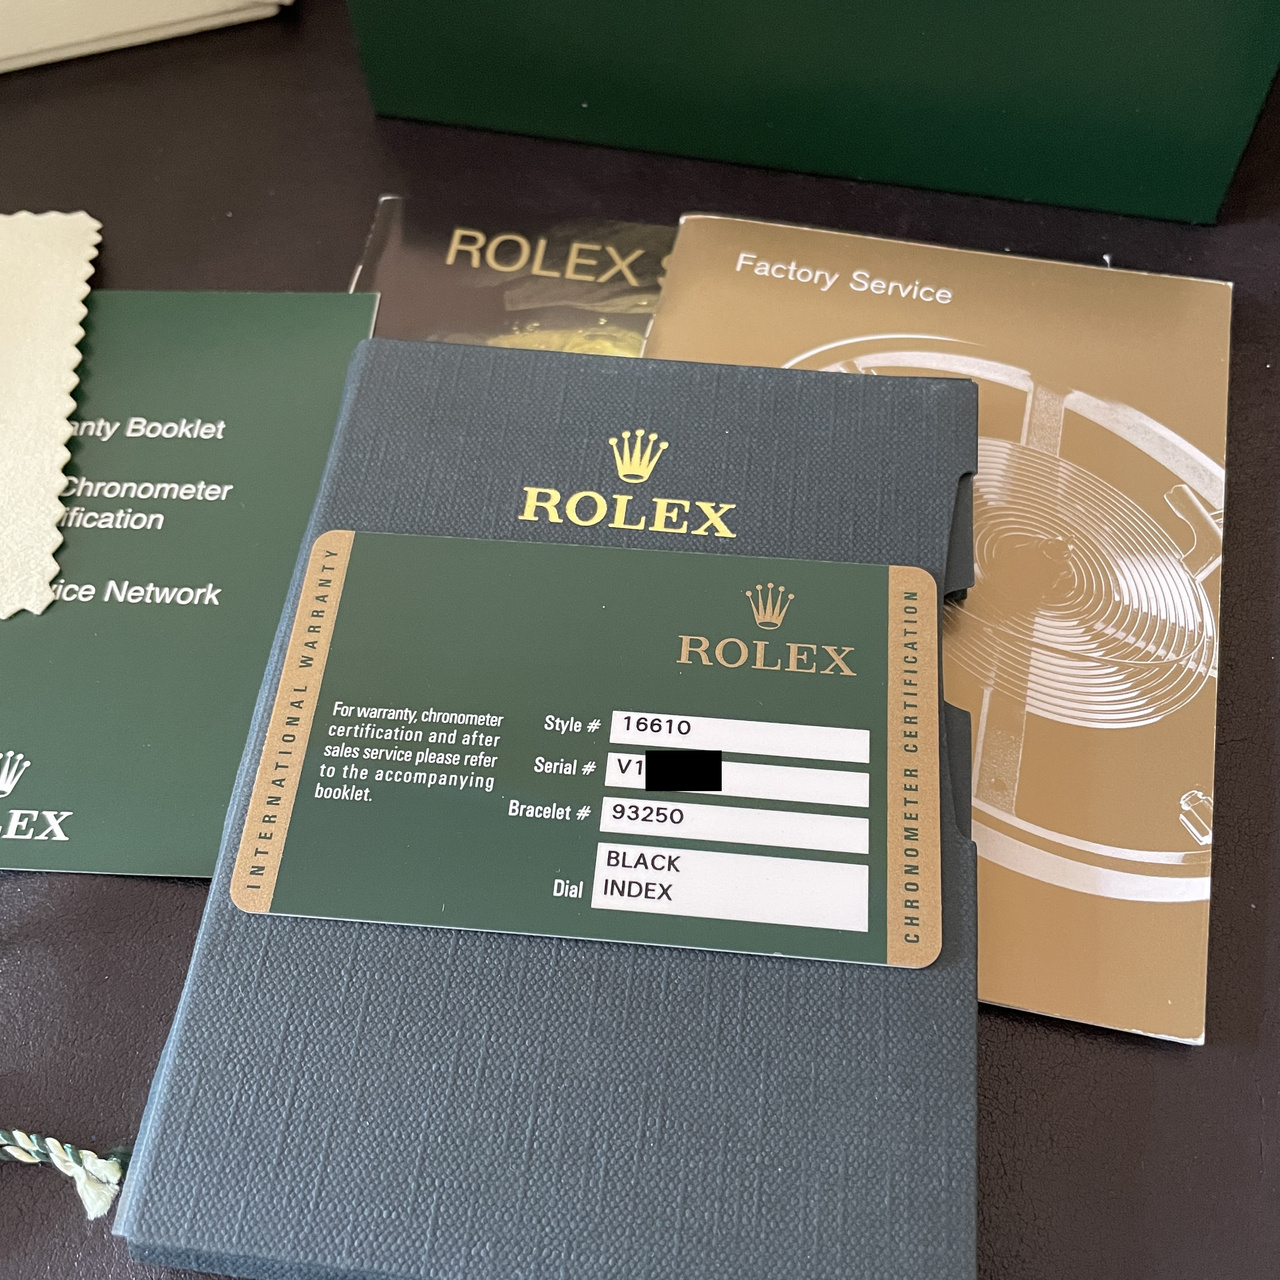 ROLEX
Factory Service
anty Booklet
Chronometer
ification
vice Network
ROLEX
INTERNATIONAL WARRANTY
ROLEX
CHRONOMETER CERTIFICATION
For warranty, chronometer
certification and after
sales service please refer
to the accompanying
booklet.
Style # 16610
Serial # V1
Bracelet # 93250
BLACK
Dial INDEX
LEX